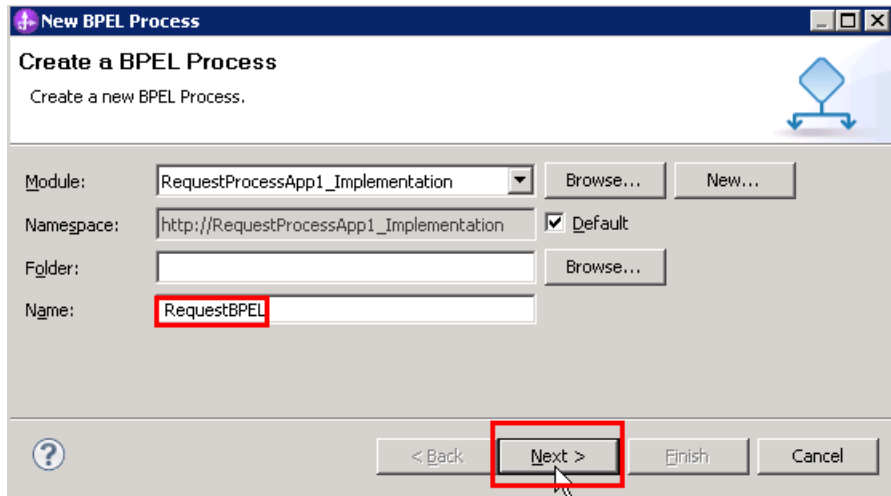 New BPEL Process
Create a BPEL Process
Create a new BPEL Process.
Module: RequestProcessApp1_Implementation Browse... New...
Namespace: http://RequestProcessApp1_Implementation Default
Folder: Browse...
Name: RequestBPEL
? < Back Next > Finish Cancel